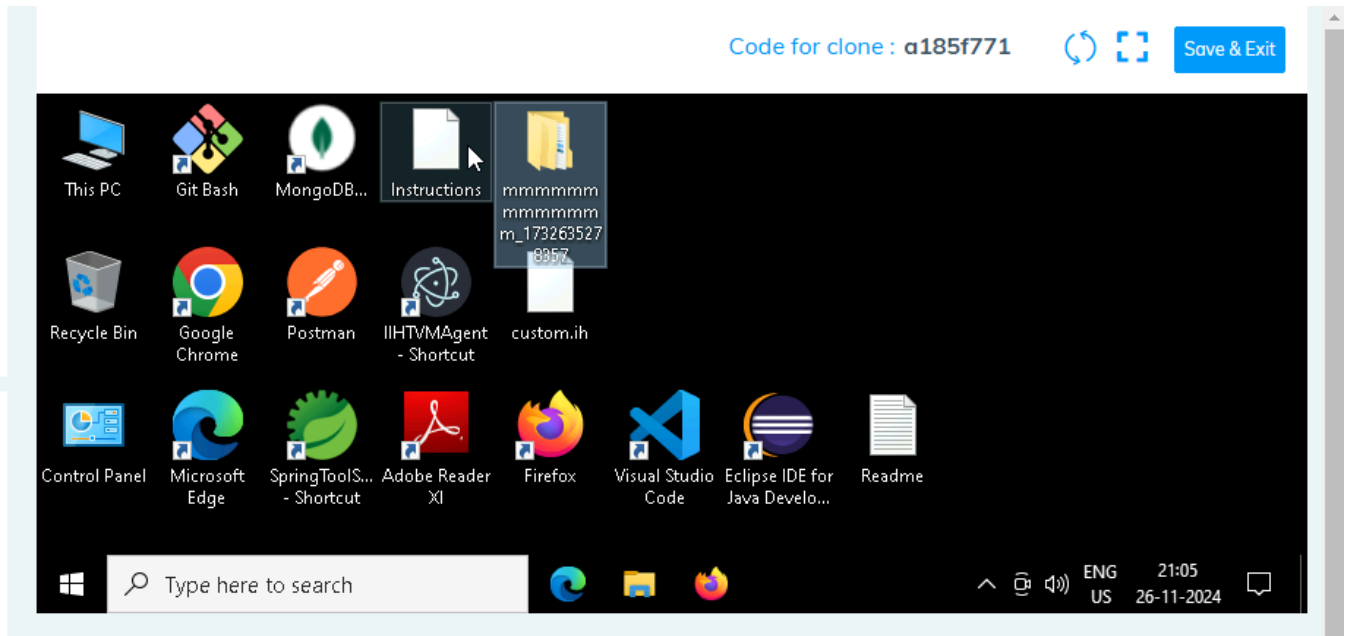 Code for clone : a185f771
Save & Exit
This PC
Git Bash
MongoDB...
Instructions
mmmmmmm
mmmmmmm
m_173263527
8357
Recycle Bin
Google
Chrome
Postman
IIHTVMAgent
- Shortcut
custom.ih
Control Panel
Microsoft
Edge
SpringToolS...
- Shortcut
Adobe Reader
XI
Firefox
Visual Studio
Code
Eclipse IDE for
Java Develo...
Readme
Type here to search
ENG
US
21:05
26-11-2024